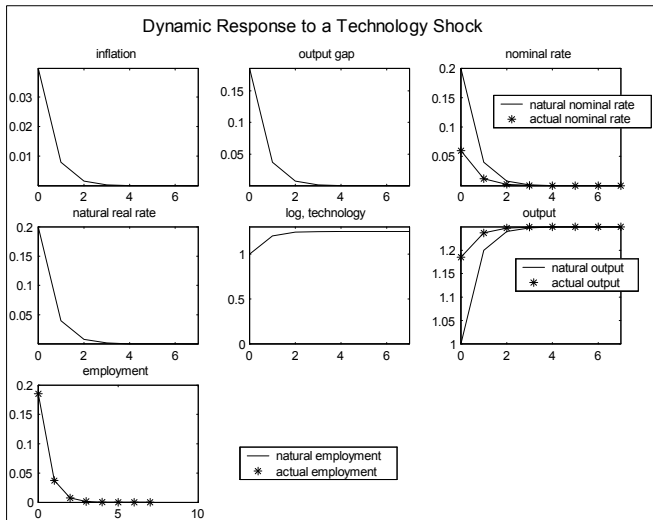 Dynamic Response to a Technology Shock
inflation
0.03
0.02
0.01
0 2 4 6
output gap
0.15
0.1
0.05
0 2 4 6
nominal rate
0.2
0.15
0.1
0.05
0
0 2 4 6
natural nominal rate
actual nominal rate
natural real rate
0.2
0.15
0.1
0.05
0 2 4 6
log, technology
1
0.5
0
0 2 4 6
output
1.2
1.15
1.1
1.05
1
0 2 4 6
natural output
actual output
employment
0.2
0.15
0.1
0.05
0
0 5 10
natural employment
actual employment